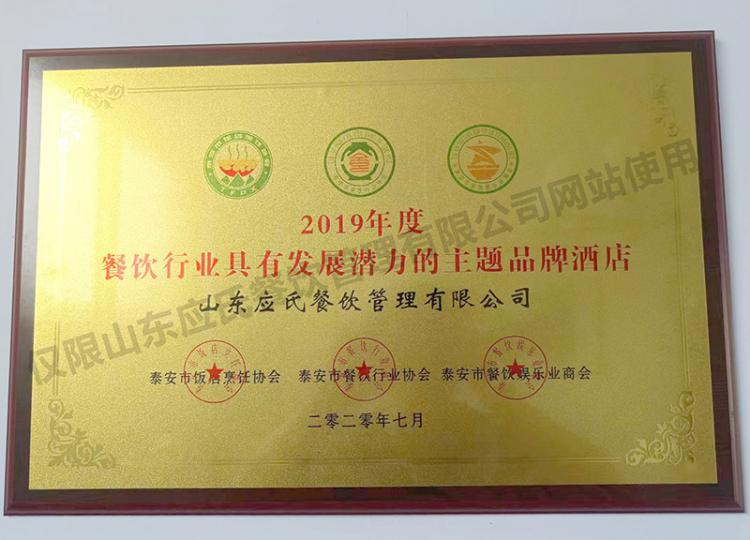 2019年度
餐饮行业具有发展潜力的主题品牌酒店
山东应氏餐饮管理有限公司
泰安市饭店烹饪协会 泰安市餐饮行业协会 泰安市餐饮娱乐业商会
二零二零年七月
仅限山东应氏餐饮管理有限公司网站使用